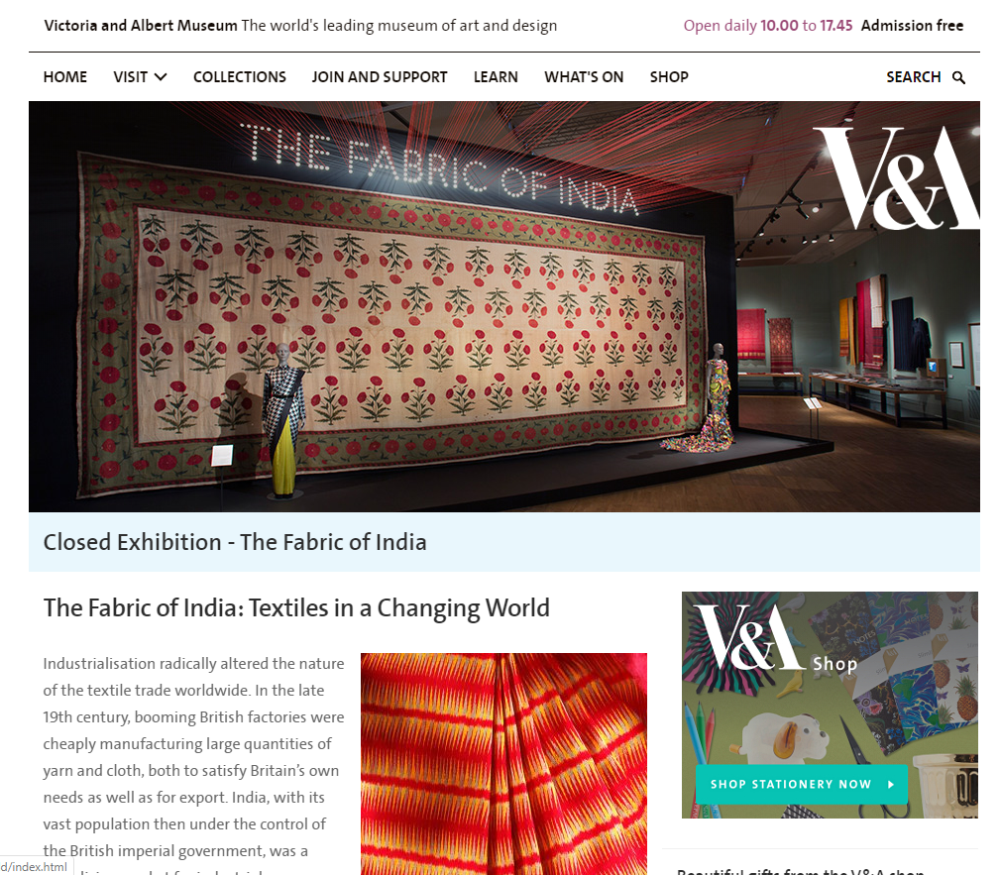 Victoria and Albert Museum The world's leading museum of art and design
Open daily 10.00 to 17.45 Admission free
HOME VISIT COLLECTIONS JOIN AND SUPPORT LEARN WHAT'S ON SHOP SEARCH
THE FABRIC OF INDIA
V&A
Closed Exhibition - The Fabric of India
The Fabric of India: Textiles in a Changing World
Industrialisation radically altered the nature
of the textile trade worldwide. In the late
19th century, booming British factories were
cheaply manufacturing large quantities of
yarn and cloth, both to satisfy Britain’s own
needs as well as for export. India, with its
vast population then under the control of
the British imperial government, was a
V&A Shop
NOTES
SHOP STATIONERY NOW
Beautiful gifts from the V&A shop
d/index.html